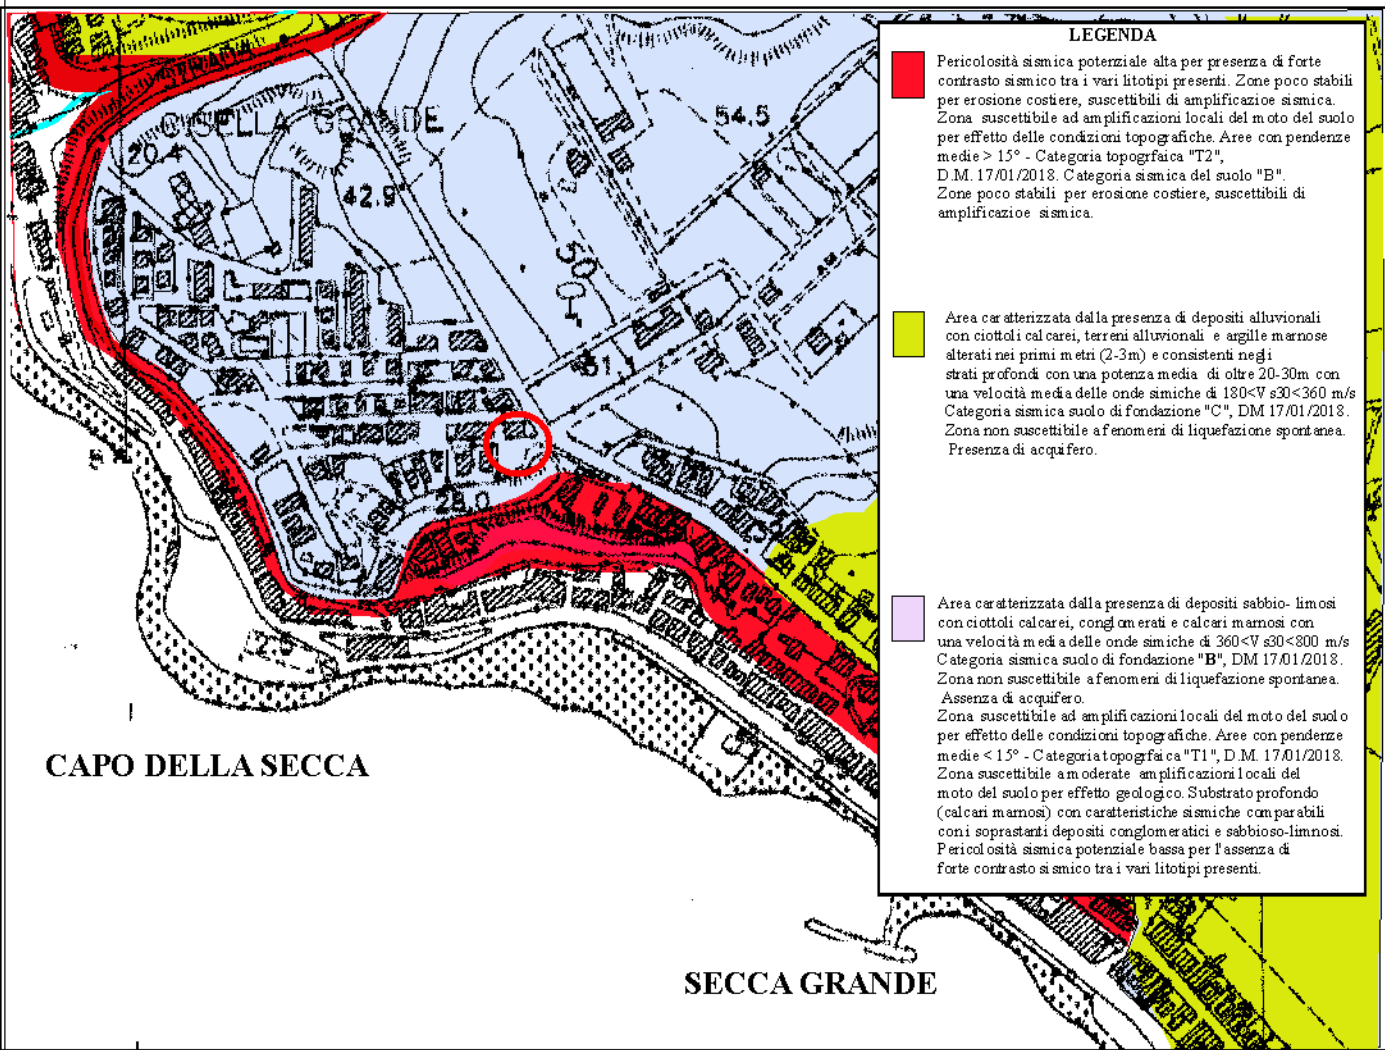 LEGENDA
Pericolosità sismica potenziale alta per presenza di forte
contrasto sismico tra i vari litotipi presenti. Zone poco stabili
per erosione costiere, suscettibili di amplificazioe sismica.
Zona suscettibile ad amplificazioni locali del moto del suolo
per effetto delle condizioni topografiche. Aree con pendenze
medie > 15° - Categoria topogrfaica "T2",
D.M. 17/01/2018. Categoria sismica del suolo "B".
Zone poco stabili per erosione costiere, suscettibili di
amplificazioe sismica.
Area caratterizzata dalla presenza di depositi alluvionali
con ciottoli calcarei, terreni alluvionali e argille marnose
alterati nei primi metri (2-3m) e consistenti negli
strati profondi con una potenza media di oltre 20-30m con
una velocità media delle onde simiche di 180<V s30<360 m/s
Categoria sismica suolo di fondazione "C", DM 17/01/2018.
Zona non suscettibile a fenomeni di liquefazione spontanea.
Presenza di acquifero.
Area caratterizzata dalla presenza di depositi sabbio- limosi
con ciottoli calcarei, conglomerati e calcari marnosi con
una velocità media delle onde simiche di 360<V s30<800 m/s
Categoria sismica suolo di fondazione "B", DM 17/01/2018.
Zona non suscettibile a fenomeni di liquefazione spontanea.
Assenza di acquifero.
Zona suscettibile ad amplificazioni locali del moto del suolo
per effetto delle condizioni topografiche. Aree con pendenze
medie < 15° - Categoria topogrfaica "T1", D.M. 17/01/2018.
Zona suscettibile a moderate amplificazioni locali del
moto del suolo per effetto geologico. Substrato profondo
(calcari marnosi) con caratteristiche sismiche comparabili
con i soprastanti depositi conglomeratici e sabbioso-limnosi.
Pericolosità sismica potenziale bassa per l'assenza di
forte contrasto sismico tra i vari litotipi presenti.
GRANDE
54.5
20.4
42.9
50
51.1
28.0
CAPO DELLA SECCA
SECCA GRANDE